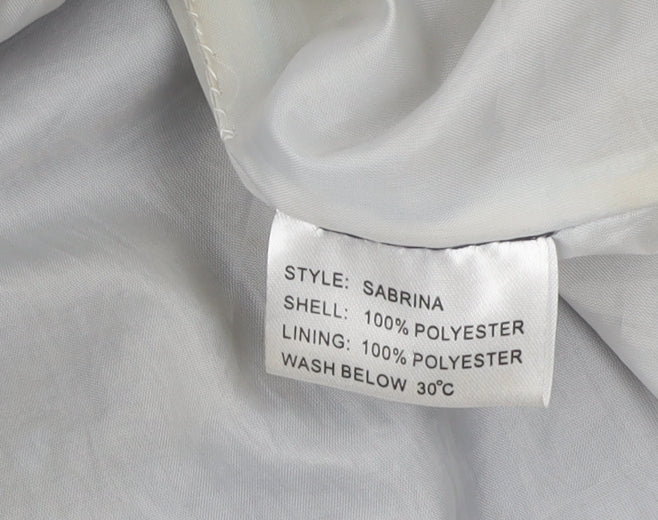 STYLE: SABRINA
SHELL: 100% POLYESTER
LINING: 100% POLYESTER
WASH BELOW 30°C